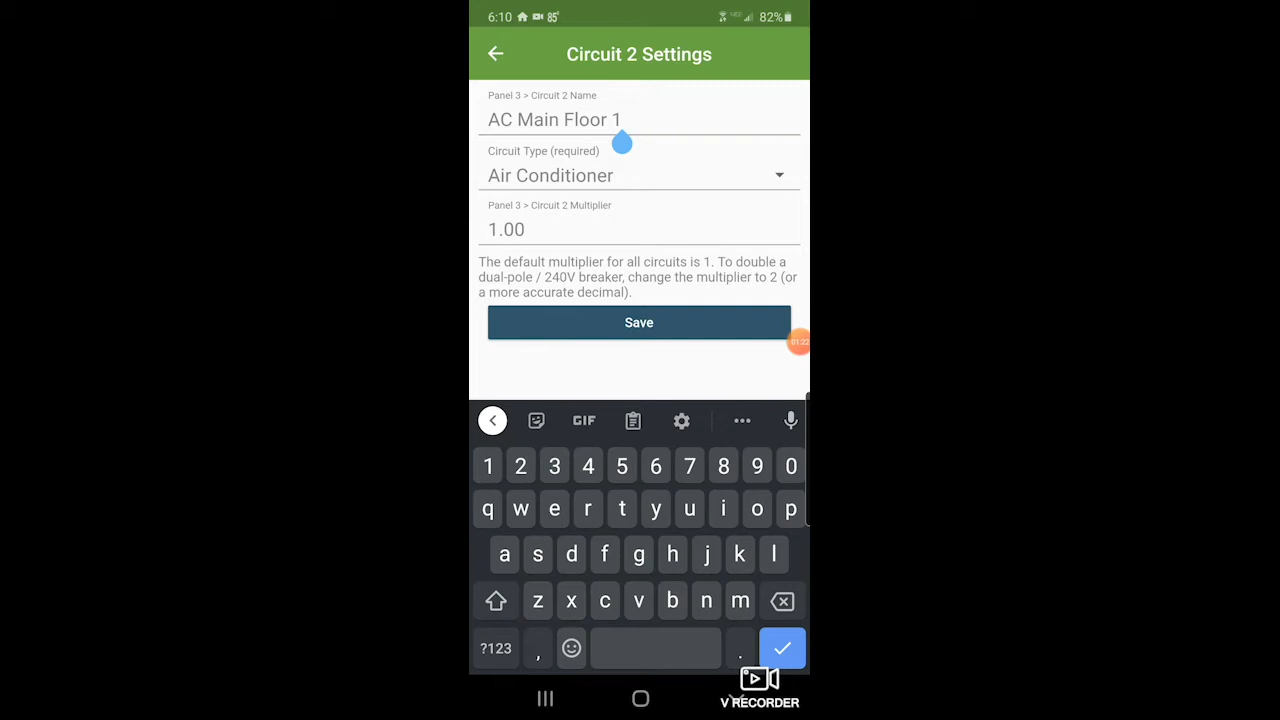 6:10 85° 82%
Circuit 2 Settings
Panel 3 > Circuit 2 Name
AC Main Floor 1
Circuit Type (required)
Air Conditioner
Panel 3 > Circuit 2 Multiplier
1.00
The default multiplier for all circuits is 1. To double a
dual-pole / 240V breaker, change the multiplier to 2 (or
a more accurate decimal).
Save
01:22
GIF
1 2 3 4 5 6 7 8 9 0
q w e r t y u i o p
a s d f g h j k l
z x c v b n m
?123 , .
V RECORDER